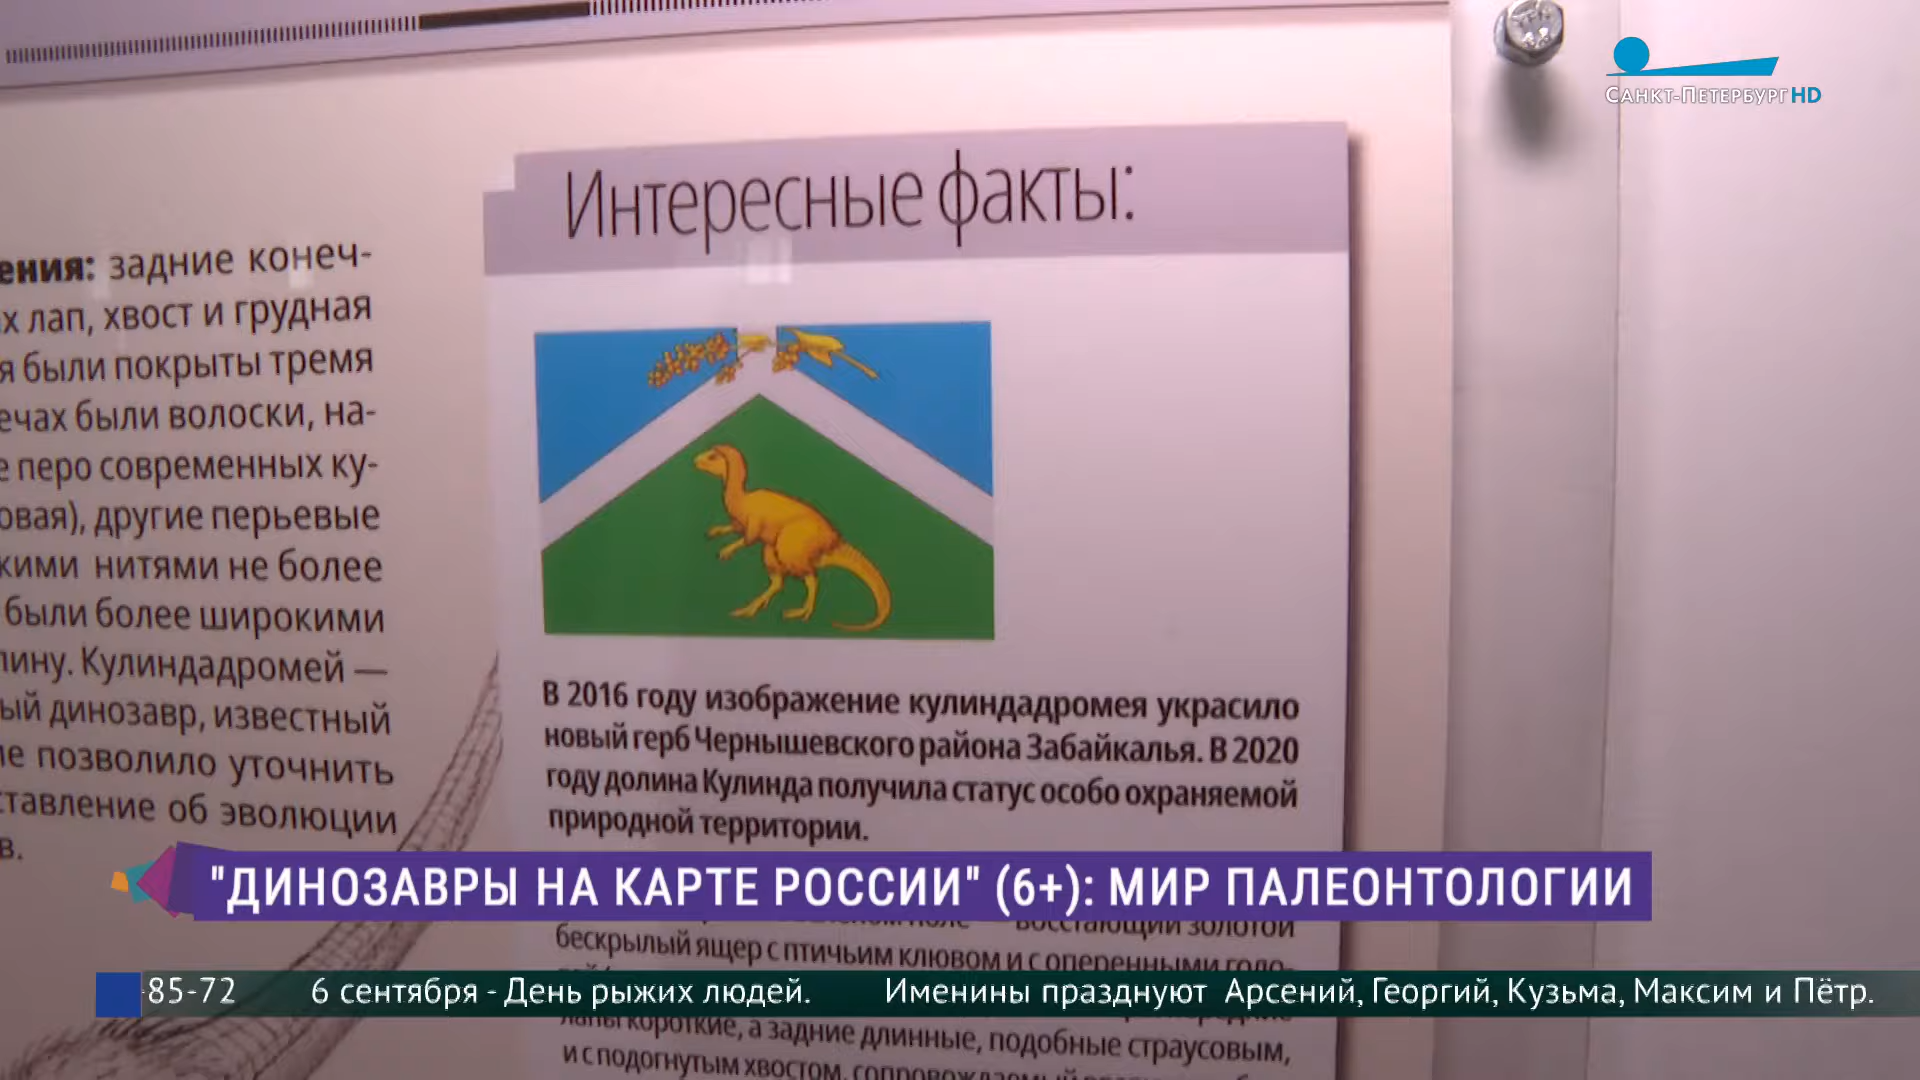 САНКТ-ПЕТЕРБУРГ HD
Интересные факты:
ения: задние конеч-
х лап, хвост и грудная
я были покрыты тремя
ечах были волоски, на-
е перо современных ку-
овая), другие перьевые
кими нитями не более
были более широкими
лину. Кулиндадромей —
ый динозавр, известный
не позволило уточнить
ставление об эволюции
в.
В 2016 году изображение кулиндадромея украсило
новый герб Чернышевского района Забайкалья. В 2020
году долина Кулинда получила статус особо охраняемой
природной территории.
"ДИНОЗАВРЫ НА КАРТЕ РОССИИ" (6+): МИР ПАЛЕОНТОЛОГИИ
восстающий золотой
бескрылый ящер с птичьим клювом и с оперенными голо-
-85-72 6 сентября - День рыжих людей. Именины празднуют Арсений, Георгий, Кузьма, Максим и Пётр.
лапы короткие, а задние длинные, подобные страусовым,
и с подогнутым хвостом, сопровождаемый